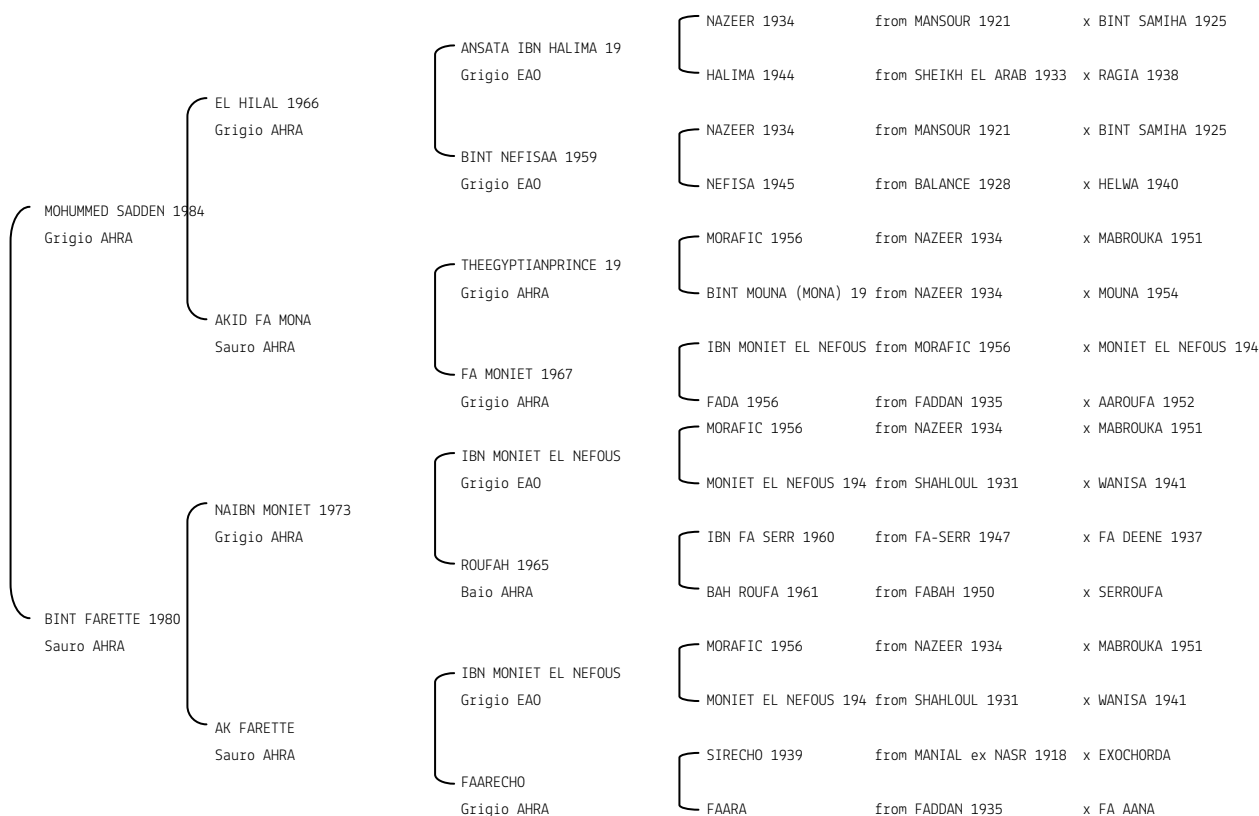 NAZEER 1934 from MANSOUR 1921 x BINT SAMIHA 1925
ANSATA IBN HALIMA 19
Grigio EAO HALIMA 1944 from SHEIKH EL ARAB 1933 x RAGIA 1938
EL HILAL 1966
Grigio AHRA NAZEER 1934 from MANSOUR 1921 x BINT SAMIHA 1925
BINT NEFISAA 1959
Grigio EAO NEFISA 1945 from BALANCE 1928 x HELWA 1940
MOHUMMED SADDEN 1984
Grigio AHRA MORAFIC 1956 from NAZEER 1934 x MABROUKA 1951
THEEGYPTIANPRINCE 19
Grigio AHRA BINT MOUNA (MONA) 19 from NAZEER 1934 x MOUNA 1954
AKID FA MONA
Sauro AHRA IBN MONIET EL NEFOUS from MORAFIC 1956 x MONIET EL NEFOUS 194
FA MONIET 1967
Grigio AHRA FADA 1956 from FADDAN 1935 x AAROUFA 1952
MORAFIC 1956 from NAZEER 1934 x MABROUKA 1951
IBN MONIET EL NEFOUS
Grigio EAO MONIET EL NEFOUS 194 from SHAHLOUL 1931 x WANISA 1941
NAIBN MONIET 1973
Grigio AHRA IBN FA SERR 1960 from FA-SERR 1947 x FA DEENE 1937
ROUFAH 1965
Baio AHRA BAH ROUFA 1961 from FABAH 1950 x SERROUFA
BINT FARETTE 1980
Sauro AHRA MORAFIC 1956 from NAZEER 1934 x MABROUKA 1951
IBN MONIET EL NEFOUS
Grigio EAO MONIET EL NEFOUS 194 from SHAHLOUL 1931 x WANISA 1941
AK FARETTE
Sauro AHRA SIRECHO 1939 from MANIAL ex NASR 1918 x EXOCHORDA
FAARECHO
Grigio AHRA FAARA from FADDAN 1935 x FA AANA